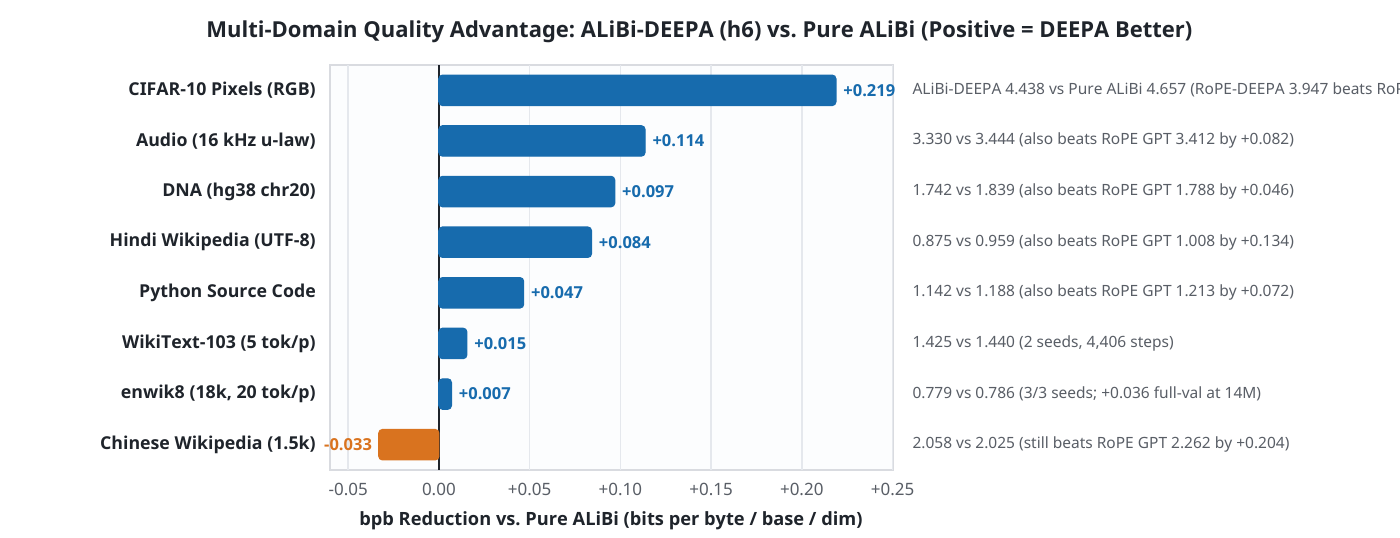 Multi-Domain Quality Advantage: ALiBi-DEEPA (h6) vs. Pure ALiBi (Positive = DEEPA Better)
CIFAR-10 Pixels (RGB) +0.219 ALiBi-DEEPA 4.438 vs Pure ALiBi 4.657 (RoPE-DEEPA 3.947 beats
Audio (16 kHz u-law) +0.114 3.330 vs 3.444 (also beats RoPE GPT 3.412 by +0.082)
DNA (hg38 chr20) +0.097 1.742 vs 1.839 (also beats RoPE GPT 1.788 by +0.046)
Hindi Wikipedia (UTF-8) +0.084 0.875 vs 0.959 (also beats RoPE GPT 1.008 by +0.134)
Python Source Code +0.047 1.142 vs 1.188 (also beats RoPE GPT 1.213 by +0.072)
WikiText-103 (5 tok/p) +0.015 1.425 vs 1.440 (2 seeds, 4,406 steps)
enwik8 (18k, 20 tok/p) +0.007 0.779 vs 0.786 (3/3 seeds; +0.036 full-val at 14M)
Chinese Wikipedia (1.5k) -0.033 2.058 vs 2.025 (still beats RoPE GPT 2.262 by +0.204)
-0.05 0.00 +0.05 +0.10 +0.15 +0.20 +0.25
bpb Reduction vs. Pure ALiBi (bits per byte / base / dim)